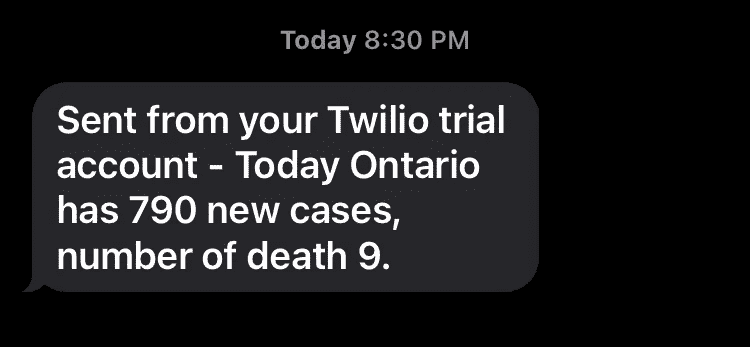 Today 8:30 PM
Sent from your Twilio trial
account - Today Ontario
has 790 new cases,
number of death 9.